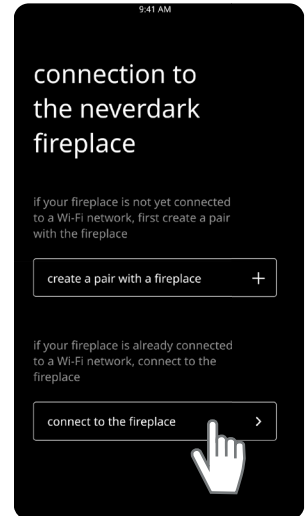 9:41 AM
connection to
the neverdark
fireplace
if your fireplace is not yet connected
to a Wi-Fi network, first create a pair
with the fireplace
create a pair with a fireplace +
if your fireplace is already connected
to a Wi-Fi network, connect to the
fireplace
connect to the fireplace >